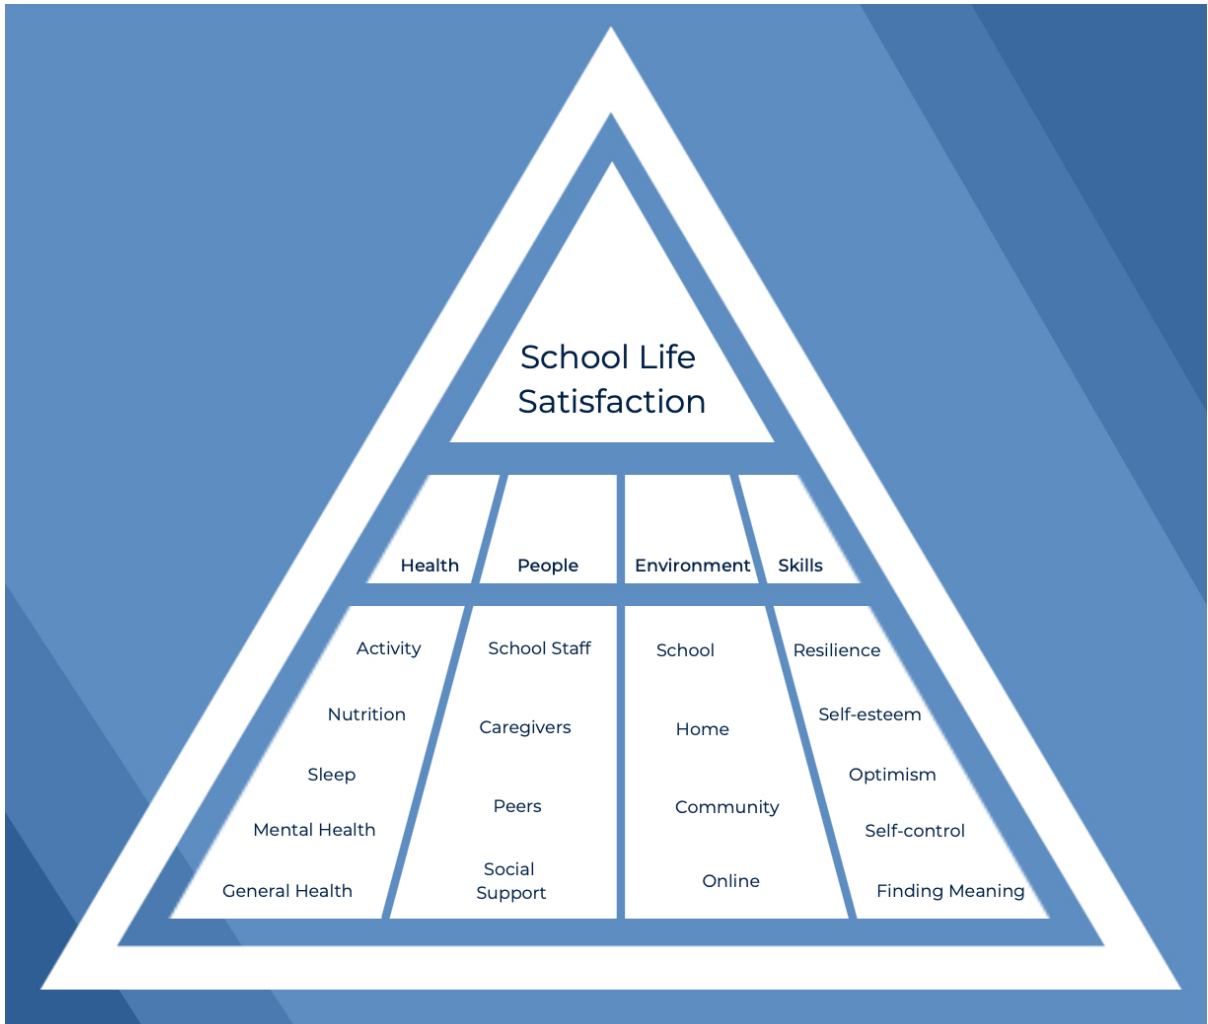 School Life
Satisfaction
Health
People
Environment
Skills
Activity
Nutrition
Sleep
Mental Health
General Health
School Staff
Caregivers
Peers
Social
Support
School
Home
Community
Online
Resilience
Self-esteem
Optimism
Self-control
Finding Meaning